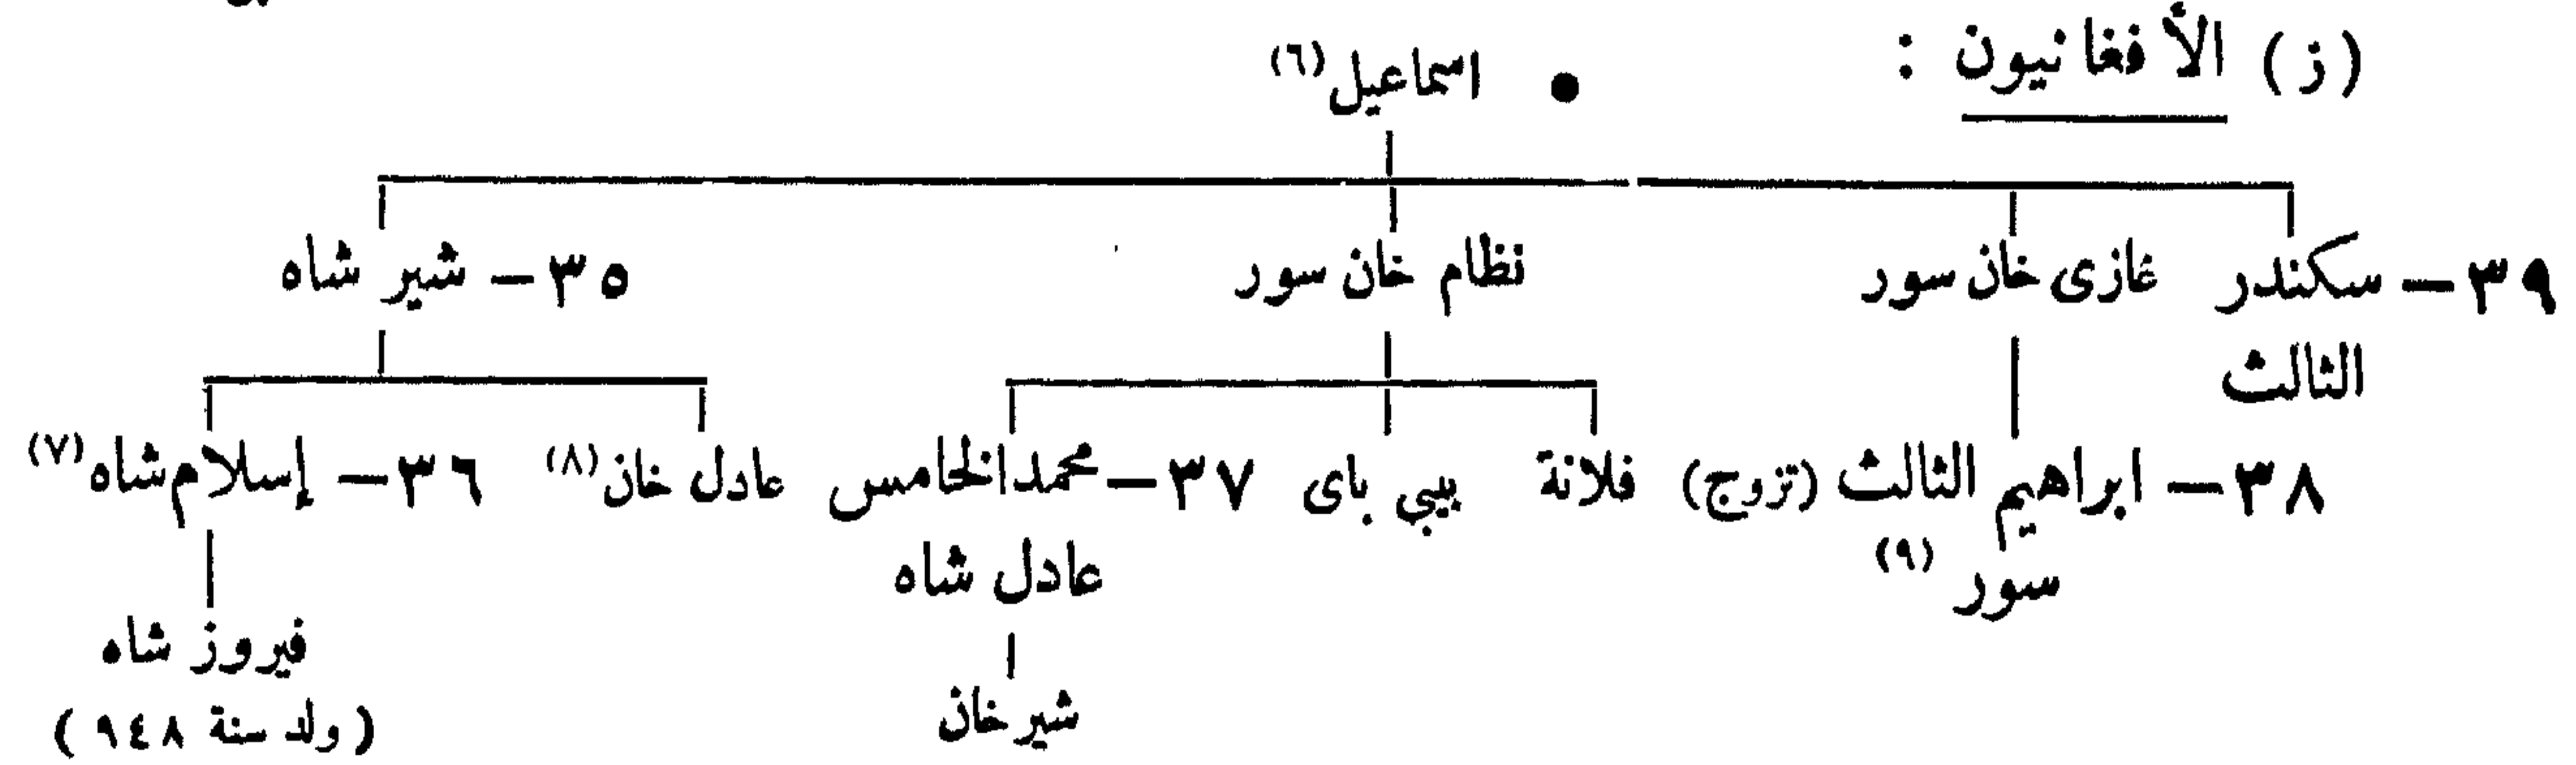 (ز) الأفغانيون : • اسماعيل (٦)
٣٩ – سكندر غازى خان سور نظام خان سور ٣٥ – شير شاه
الثالث
٣٨ – ابراهيم الثالث (تزوج) فلانة بيبي باى ٣٧ – محمد الخامس عادل خان (٨) ٣٦ – إسلام شاه (٧)
سور (٩) عادل شاه
فيروز شاه
شير خان (ولد سنة ٩٤٨)